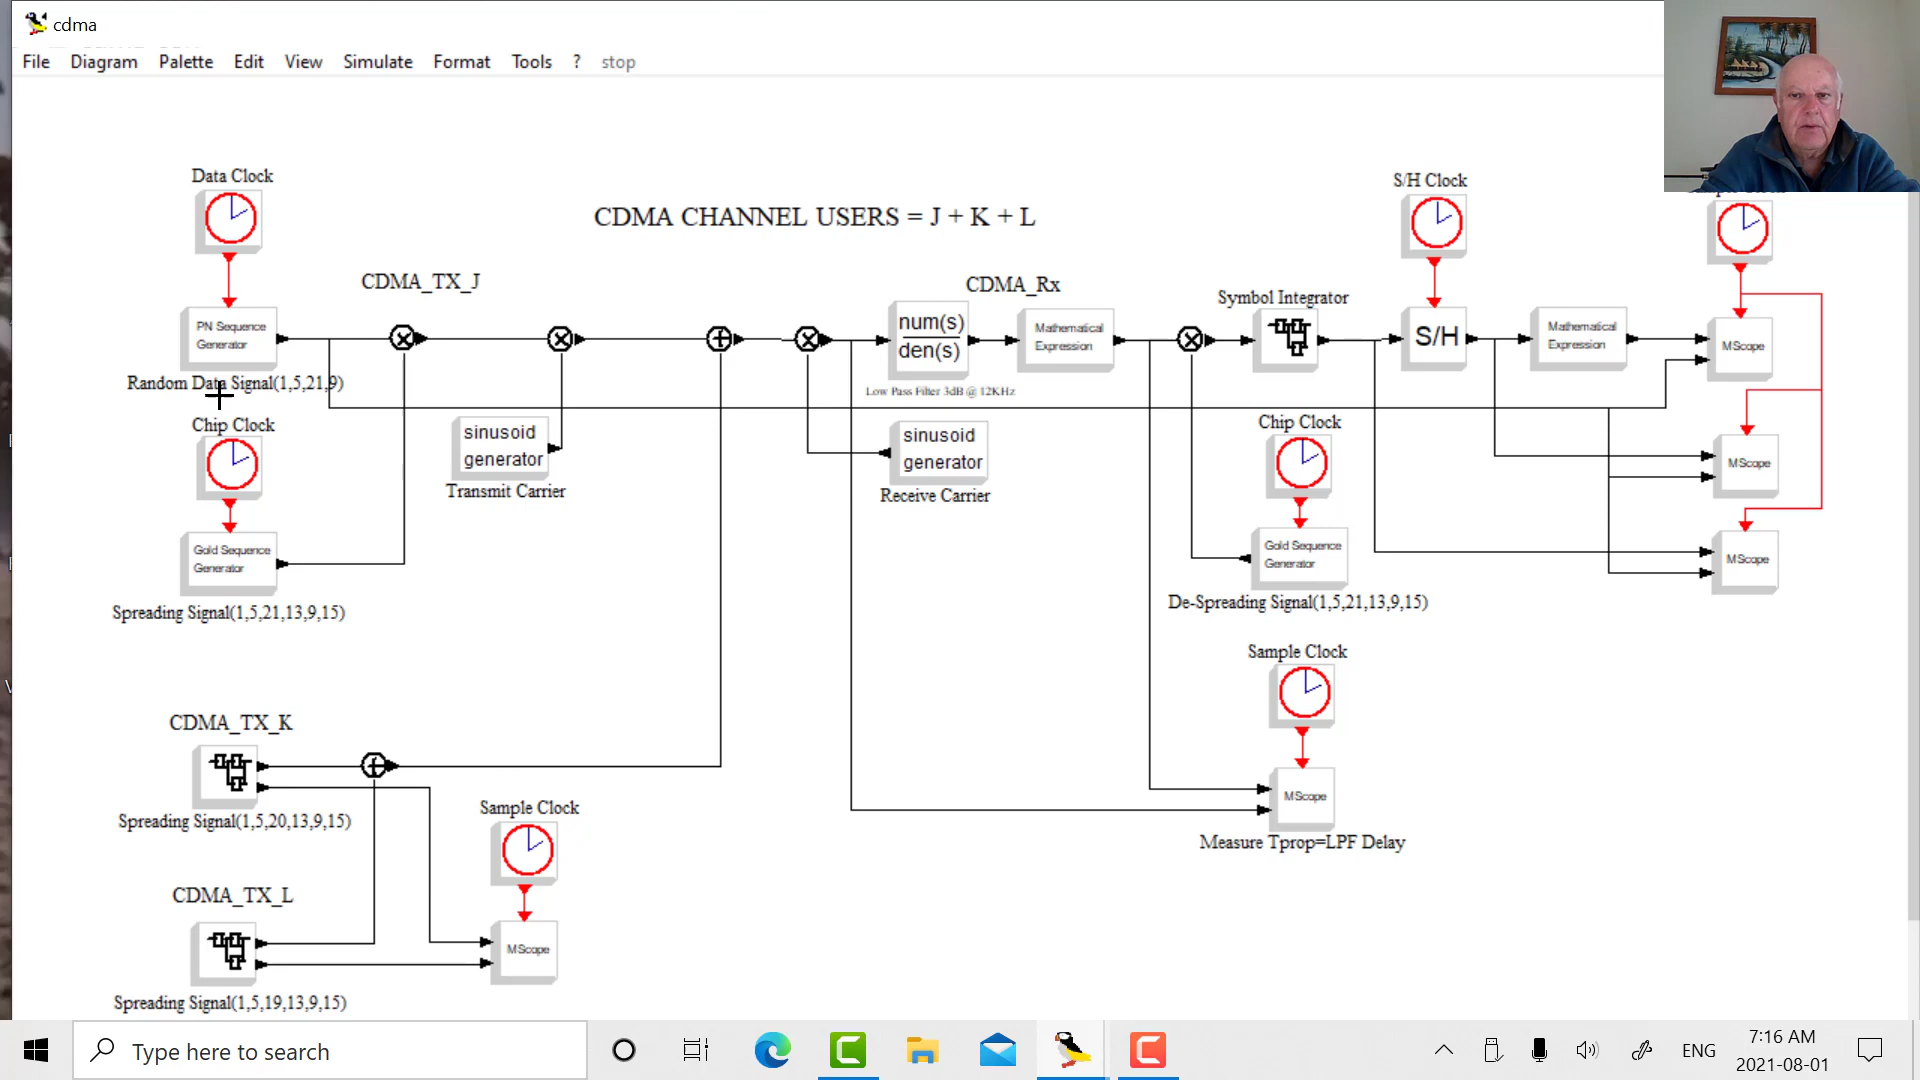 cdma
File Diagram Palette Edit View Simulate Format Tools ? stop
Data Clock
S/H Clock
CDMA CHANNEL USERS = J + K + L
CDMA_TX_J
CDMA_Rx
Symbol Integrator
PN Sequence
Generator
num(s)
den(s)
Mathematical
Expression
S/H
Mathematical
Expression
MScope
Random Data Signal(1,5,21,9)
Low Pass Filter 3dB @ 12KHz
Chip Clock
sinusoid
generator
Transmit Carrier
sinusoid
generator
Receive Carrier
Chip Clock
MScope
Gold Sequence
Generator
Gold Sequence
Generator
MScope
Spreading Signal(1,5,21,13,9,15)
De-Spreading Signal(1,5,21,13,9,15)
Sample Clock
CDMA_TX_K
MScope
Spreading Signal(1,5,20,13,9,15)
Sample Clock
Measure Tprop=LPF Delay
CDMA_TX_L
MScope
Spreading Signal(1,5,19,13,9,15)
Type here to search
ENG
7:16 AM
2021-08-01